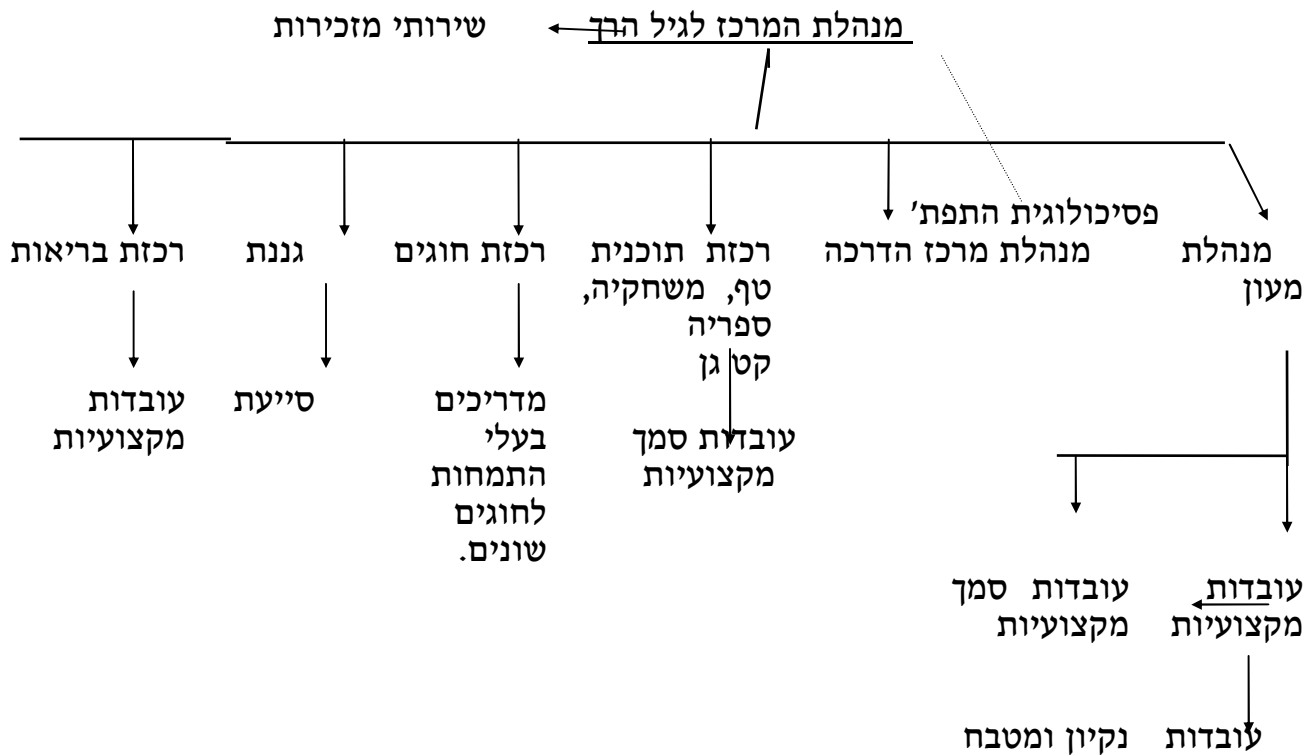 מנהלת המרכז לגיל הרך
שירותי מזכירות
פסיכולוגית התפת'
מנהלת
מעון
מנהלת מרכז הדרכה
רכזת תוכנית
טף, משחקיה,
ספריה
קט גן
רכזת חוגים
גננת
רכזת בריאות
עובדות סמך
מקצועיות
מדריכים
בעלי
התמחות
לחוגים
שונים.
סייעת
עובדות
מקצועיות
עובדות
מקצועיות
עובדות סמך
מקצועיות
עובדות נקיון ומטבח